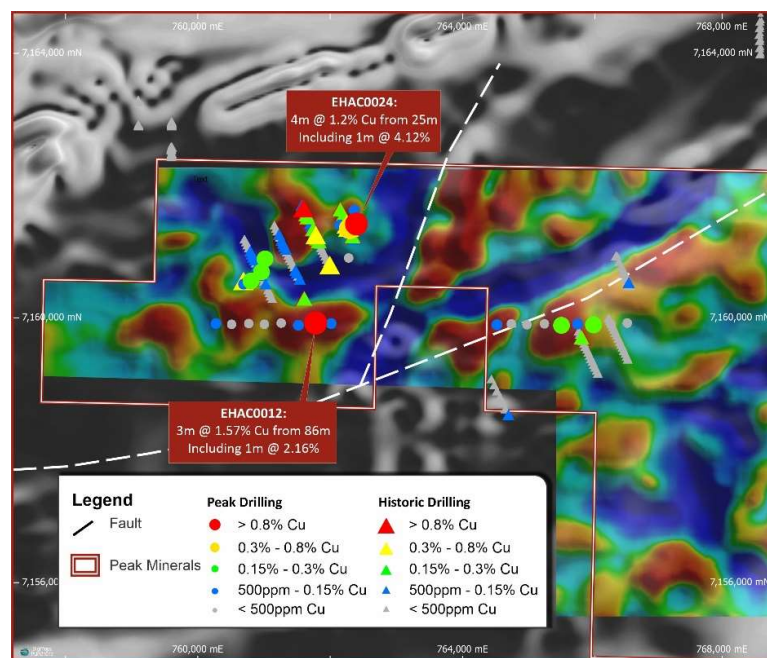 760,000 mE
764,000 mE
768,000 mE
7,164,000 mN
7,164,000 mN
EHAC0024:
4m @ 1.2% Cu from 25m
Including 1m @ 4.12%
7,160,000 mN
7,160,000 mN
EHAC0012:
3m @ 1.57% Cu from 86m
Including 1m @ 2.16%
Legend
Fault
Peak Minerals
Peak Drilling
> 0.8% Cu
0.3% - 0.8% Cu
0.15% - 0.3% Cu
500ppm - 0.15% Cu
< 500ppm Cu
Historic Drilling
> 0.8% Cu
0.3% - 0.8% Cu
0.15% - 0.3% Cu
500ppm - 0.15% Cu
< 500ppm Cu
7,156,0
7,156,000 mN
760,000 mE
764,000 mE
768,000 mE